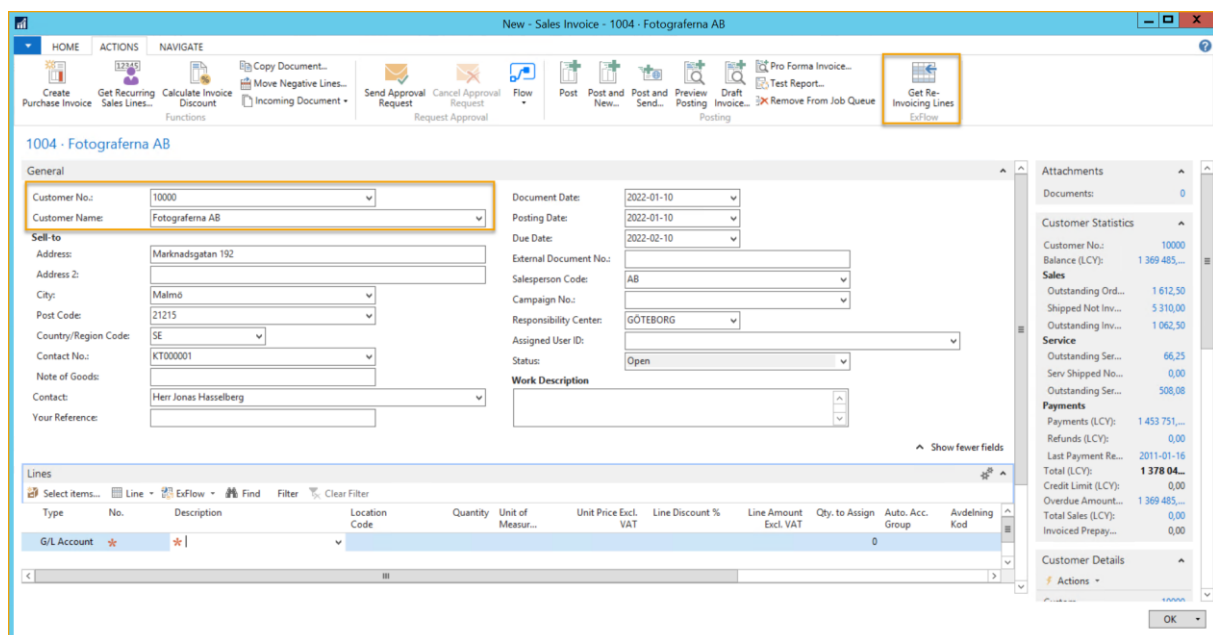 New - Sales Invoice - 1004 · Fotograferna AB
HOME ACTIONS NAVIGATE
Create Purchase Invoice
12345
Get Recurring Sales Lines...
Calculate Invoice Discount
Copy Document...
Move Negative Lines...
Incoming Document
Functions
Send Approval Request
Cancel Approval Request
Flow
Request Approval
Post
Post and New...
Post and Send...
Preview Posting
Draft Invoice...
Pro Forma Invoice...
Test Report...
Remove From Job Queue
Posting
Get Re-Invoicing Lines
ExFlow
1004 · Fotograferna AB
General
Customer No.: 10000
Customer Name: Fotograferna AB
Sell-to
Address: Marknadsgatan 192
Address 2:
City: Malmö
Post Code: 21215
Country/Region Code: SE
Contact No.: KT000001
Note of Goods:
Contact: Herr Jonas Hasselberg
Your Reference:
Document Date: 2022-01-10
Posting Date: 2022-01-10
Due Date: 2022-02-10
External Document No.:
Salesperson Code: AB
Campaign No.:
Responsibility Center: GÖTEBORG
Assigned User ID:
Status: Open
Work Description
Show fewer fields
Lines
Select items... Line ExFlow Find Filter Clear Filter
Type No. Description Location Code Quantity Unit of Measur... Unit Price Excl. VAT Line Discount % Line Amount Excl. VAT Qty. to Assign Auto. Acc. Group Avdelning Kod
G/L Account * * 0
Attachments
Documents: 0
Customer Statistics
Customer No.: 10000
Balance (LCY): 1 369 485,...
Sales
Outstanding Ord... 1 612,50
Shipped Not Inv... 5 310,00
Outstanding Inv... 1 062,50
Service
Outstanding Ser... 66,25
Serv Shipped No... 0,00
Outstanding Ser... 508,08
Payments
Payments (LCY): 1 453 751,...
Refunds (LCY): 0,00
Last Payment Re... 2011-01-16
Total (LCY): 1 378 04...
Credit Limit (LCY): 0,00
Overdue Amount... 1 369 485,...
Total Sales (LCY): 0,00
Invoiced Prepay... 0,00
Customer Details
Actions
OK